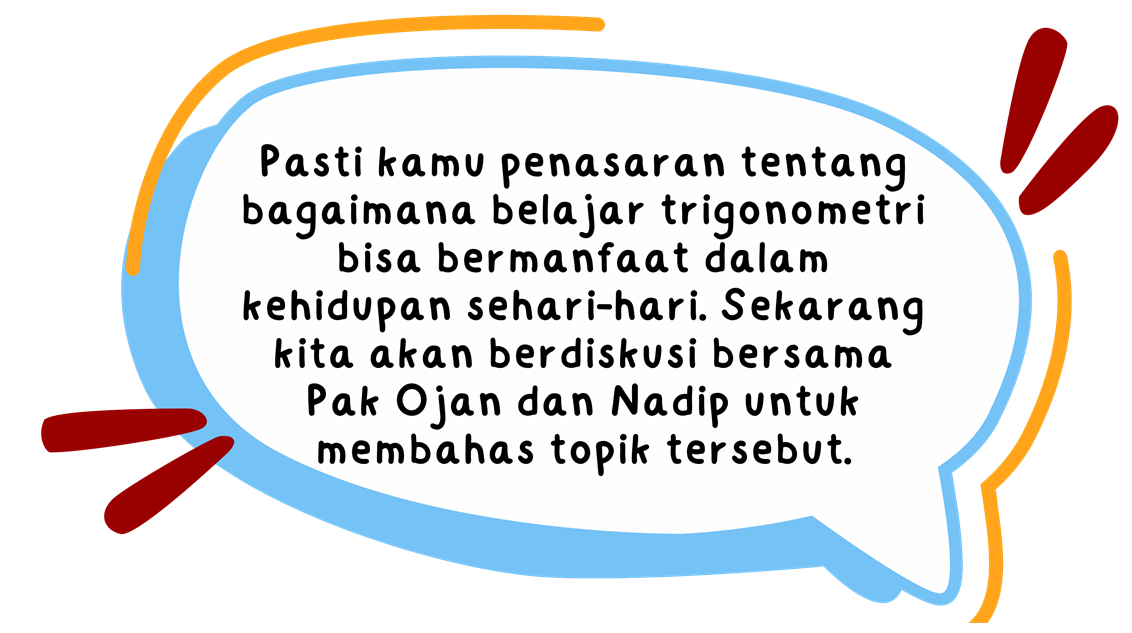 Pasti kamu penasaran tentang
bagaimana belajar trigonometri
bisa bermanfaat dalam
kehidupan sehari-hari. Sekarang
kita akan berdiskusi bersama
Pak Ojan dan Nadip untuk
membahas topik tersebut.